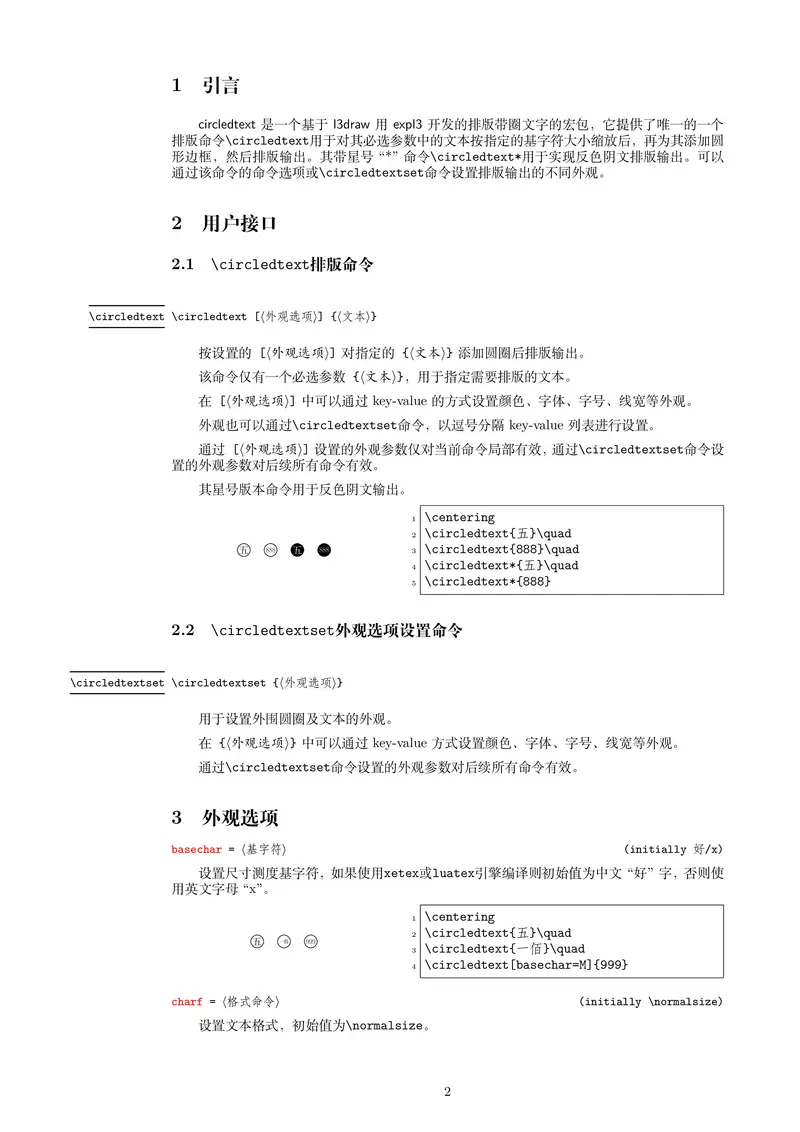 1 引言
circledtext 是一个基于 l3draw 用 expl3 开发的排版带圈文字的宏包，它提供了唯一的一个
排版命令\circledtext用于对其必选参数中的文本按指定的基字符大小缩放后，再为其添加圆
形边框，然后排版输出。其带星号 “*” 命令\circledtext*用于实现反色阴文排版输出。可以
通过该命令的命令选项或\circledtextset命令设置排版输出的不同外观。
2 用户接口
2.1 \circledtext排版命令
\circledtext \circledtext [⟨外观选项⟩] {⟨文本⟩}
按设置的 [⟨外观选项⟩] 对指定的 {⟨文本⟩} 添加圆圈后排版输出。
该命令仅有一个必选参数 {⟨文本⟩}，用于指定需要排版的文本。
在 [⟨外观选项⟩] 中可以通过 key-value 的方式设置颜色、字体、字号、线宽等外观。
外观也可以通过\circledtextset命令，以逗号分隔 key-value 列表进行设置。
通过 [⟨外观选项⟩] 设置的外观参数仅对当前命令局部有效，通过\circledtextset命令设
置的外观参数对后续所有命令有效。
其星号版本命令用于反色阴文输出。
五 888 五 888
1 \centering
2 \circledtext{五}\quad
3 \circledtext{888}\quad
4 \circledtext*{五}\quad
5 \circledtext*{888}
2.2 \circledtextset外观选项设置命令
\circledtextset \circledtextset {⟨外观选项⟩}
用于设置外围圆圈及文本的外观。
在 {⟨外观选项⟩} 中可以通过 key-value 方式设置颜色、字体、字号、线宽等外观。
通过\circledtextset命令设置的外观参数对后续所有命令有效。
3 外观选项
basechar = ⟨基字符⟩ (initially 好/x)
设置尺寸测度基字符，如果使用xetex或luatex引擎编译则初始值为中文 “好” 字，否则使
用英文字母 “x”。
五 一佰 999
1 \centering
2 \circledtext{五}\quad
3 \circledtext{一佰}\quad
4 \circledtext[basechar=M]{999}
charf = ⟨格式命令⟩ (initially \normalsize)
设置文本格式，初始值为\normalsize。
2